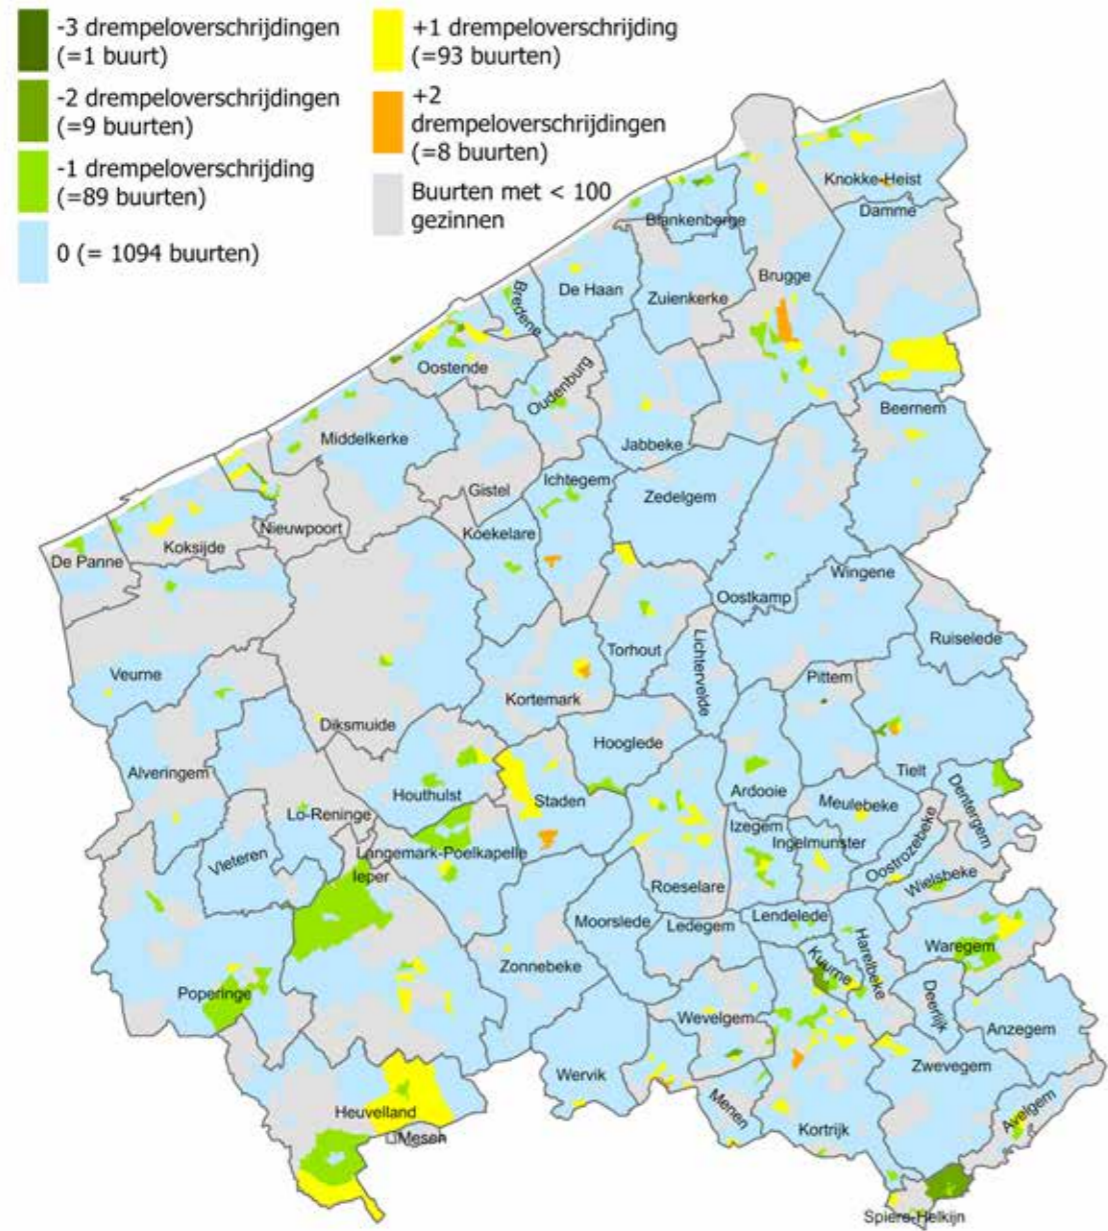 -3 drempeloverschrijdingen
(=1 buurt)
-2 drempeloverschrijdingen
(=9 buurten)
-1 drempeloverschrijding
(=89 buurten)
0 (= 1094 buurten)
+1 drempeloverschrijding
(=93 buurten)
+2
drempeloverschrijdingen
(=8 buurten)
Buurten met < 100
gezinnen
Knokke-Heist
Damme
Blankenberge
Brugge
De Haan
Zuienkerke
Bredene
Oostende
Oudenburg
Beernem
Middelkerke
Jabbeke
Ichtegem
Gistel
Zedelgem
Nieuwpoort
Koekelare
Koksijde
De Panne
Wingene
Oostkamp
Ruiselede
Torhout
Lichtervelde
Veurne
Pittem
Kortemark
Diksmuide
Hooglede
Alveringem
Tielt
Ardooie
Houthulst
Staden
Meulebeke
Dentergem
Lo-Reninge
Izegem
Ingelmunster
Oostrozebeke
Vleteren
Langemark-Poelkapelle
Ieper
Wielsbeke
Roeselare
Moorslede
Ledegem
Lendelede
Harelbeke
Waregem
Kuurne
Zonnebeke
Poperinge
Deerlijk
Wevelgem
Anzegem
Zwevegem
Wervik
Heuvelland
Menen
Avelgem
Mesen
Kortrijk
Spiere-Helkijn